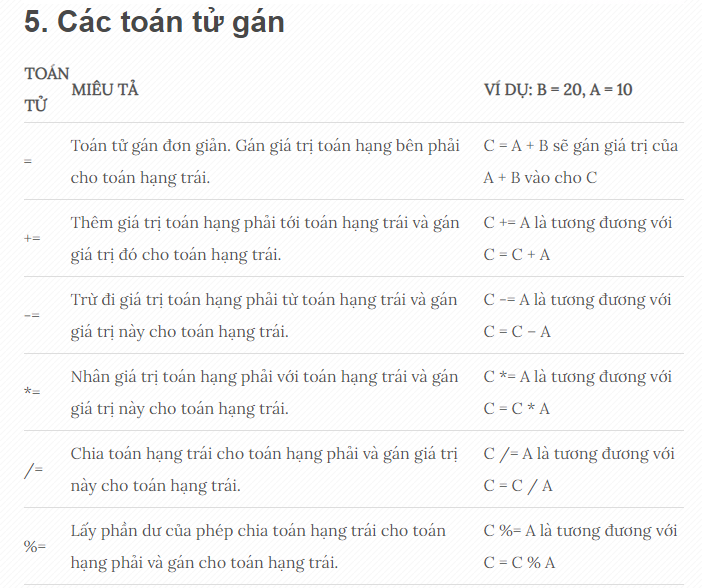 5. Các toán tử gán
TOÁN
TỬ
MIÊU TẢ
VÍ DỤ: B = 20, A = 10
=
Toán tử gán đơn giản. Gán giá trị toán hạng bên phải
cho toán hạng trái.
C = A + B sẽ gán giá trị của
A + B vào cho C
+=
Thêm giá trị toán hạng phải tới toán hạng trái và gán
giá trị đó cho toán hạng trái.
C += A là tương đương với
C = C + A
-=
Trừ đi giá trị toán hạng phải từ toán hạng trái và gán
giá trị này cho toán hạng trái.
C -= A là tương đương với
C = C – A
*=
Nhân giá trị toán hạng phải với toán hạng trái và gán
giá trị này cho toán hạng trái.
C *= A là tương đương với
C = C * A
/=
Chia toán hạng trái cho toán hạng phải và gán giá trị
này cho toán hạng trái.
C /= A là tương đương với
C = C / A
%=
Lấy phần dư của phép chia toán hạng trái cho toán
hạng phải và gán cho toán hạng trái.
C %= A là tương đương với
C = C % A